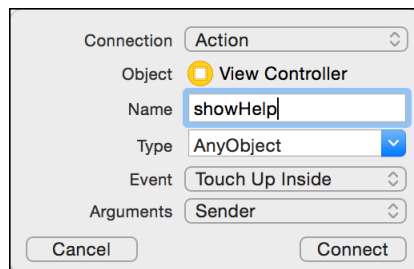 Connection Action
Object View Controller
Name showHelp
Type AnyObject
Event Touch Up Inside
Arguments Sender
Cancel Connect